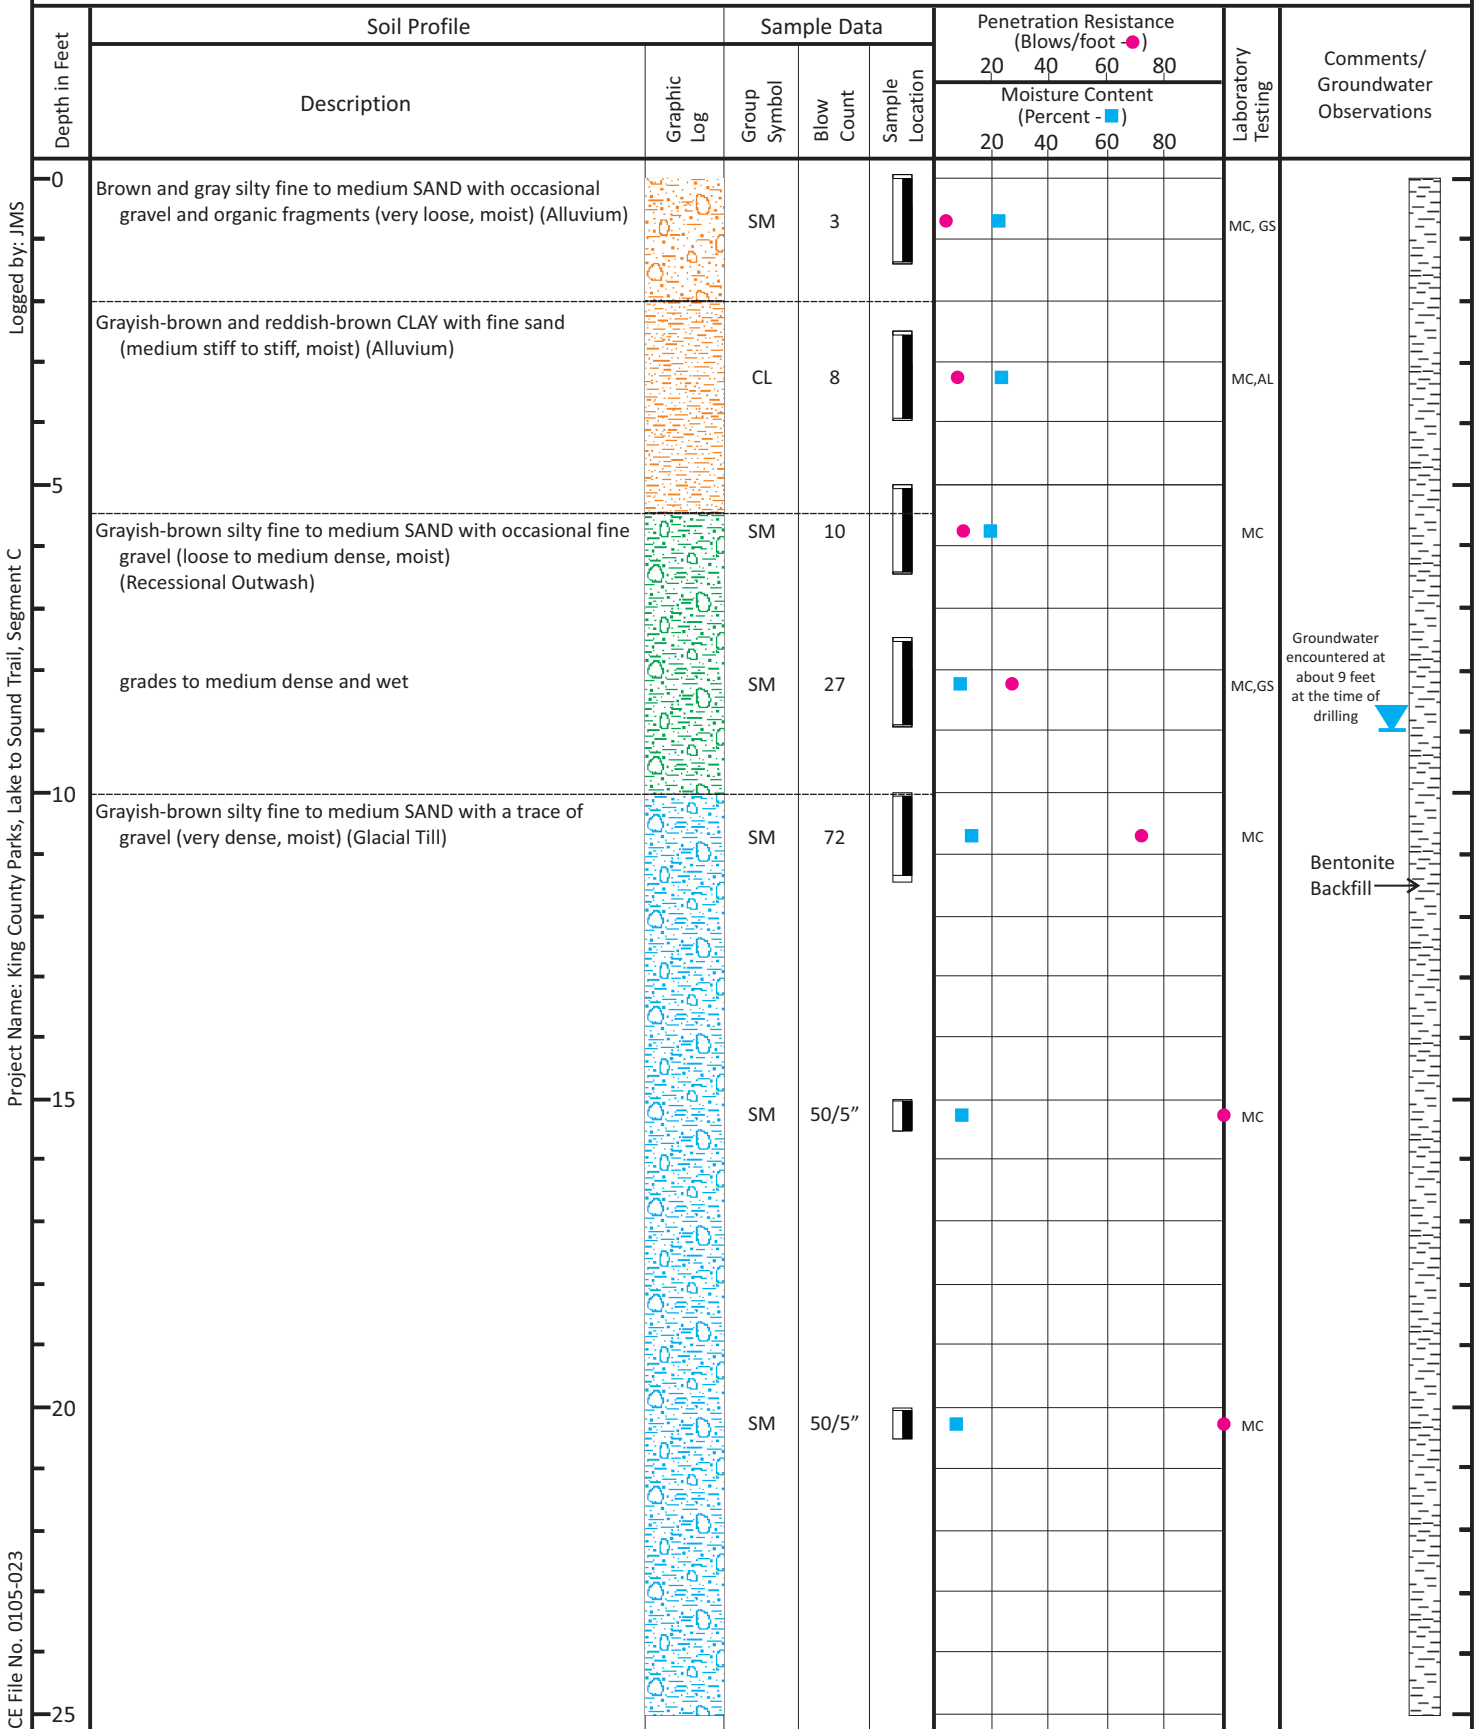 Soil Profile
Sample Data
Penetration Resistance
(Blows/foot - )
20 40 60 80
Moisture Content
(Percent - )
20 40 60 80
Depth in Feet
Description
Graphic
Log
Group
Symbol
Blow
Count
Sample
Location
Laboratory
Testing
Comments/
Groundwater
Observations
Logged by: JMS
Project Name: King County Parks, Lake to Sound Trail, Segment C
CE File No. 0105-023
0
Brown and gray silty fine to medium SAND with occasional
gravel and organic fragments (very loose, moist) (Alluvium)
SM 3 MC, GS
Grayish-brown and reddish-brown CLAY with fine sand
(medium stiff to stiff, moist) (Alluvium)
CL 8 MC,AL
5
Grayish-brown silty fine to medium SAND with occasional fine
gravel (loose to medium dense, moist)
(Recessional Outwash)
SM 10 MC
grades to medium dense and wet
SM 27 MC,GS
Groundwater
encountered at
about 9 feet
at the time of
drilling
10
Grayish-brown silty fine to medium SAND with a trace of
gravel (very dense, moist) (Glacial Till)
SM 72 MC
Bentonite
Backfill
15
SM 50/5” MC
20
SM 50/5” MC
25